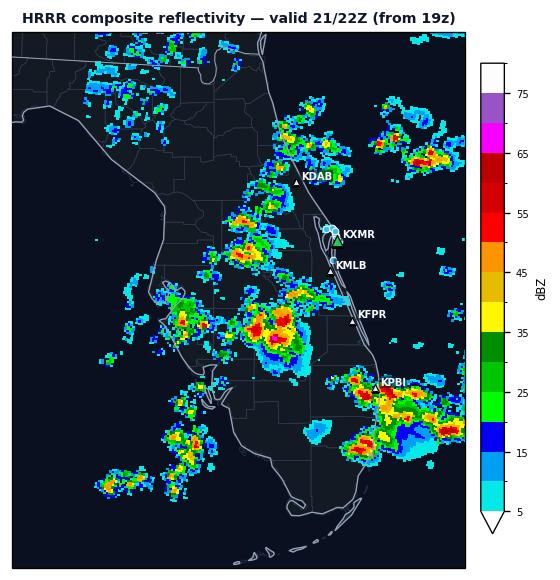 HRRR composite reflectivity — valid 21/22Z (from 19z)
75
65
55
45
35
25
15
5
dBZ
KDAB
KXMR
KMLB
KFPR
KPBI